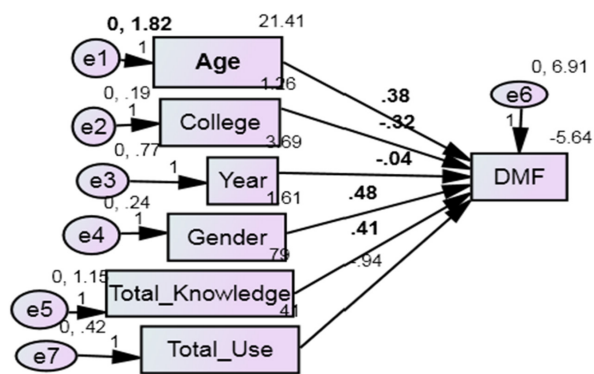 0, 1.82
21.41
e1
1
Age
1.26
0, .19
e2
1
College
3.69
0, .77
e3
1
Year
1.61
0, .24
e4
1
Gender
.79
0, 1.15
e5
1
Total_Knowledge
.41
0, .42
e7
1
Total_Use
.38
-.32
-.04
.48
.41
-.94
0, 6.91
e6
1
-5.64
DMF